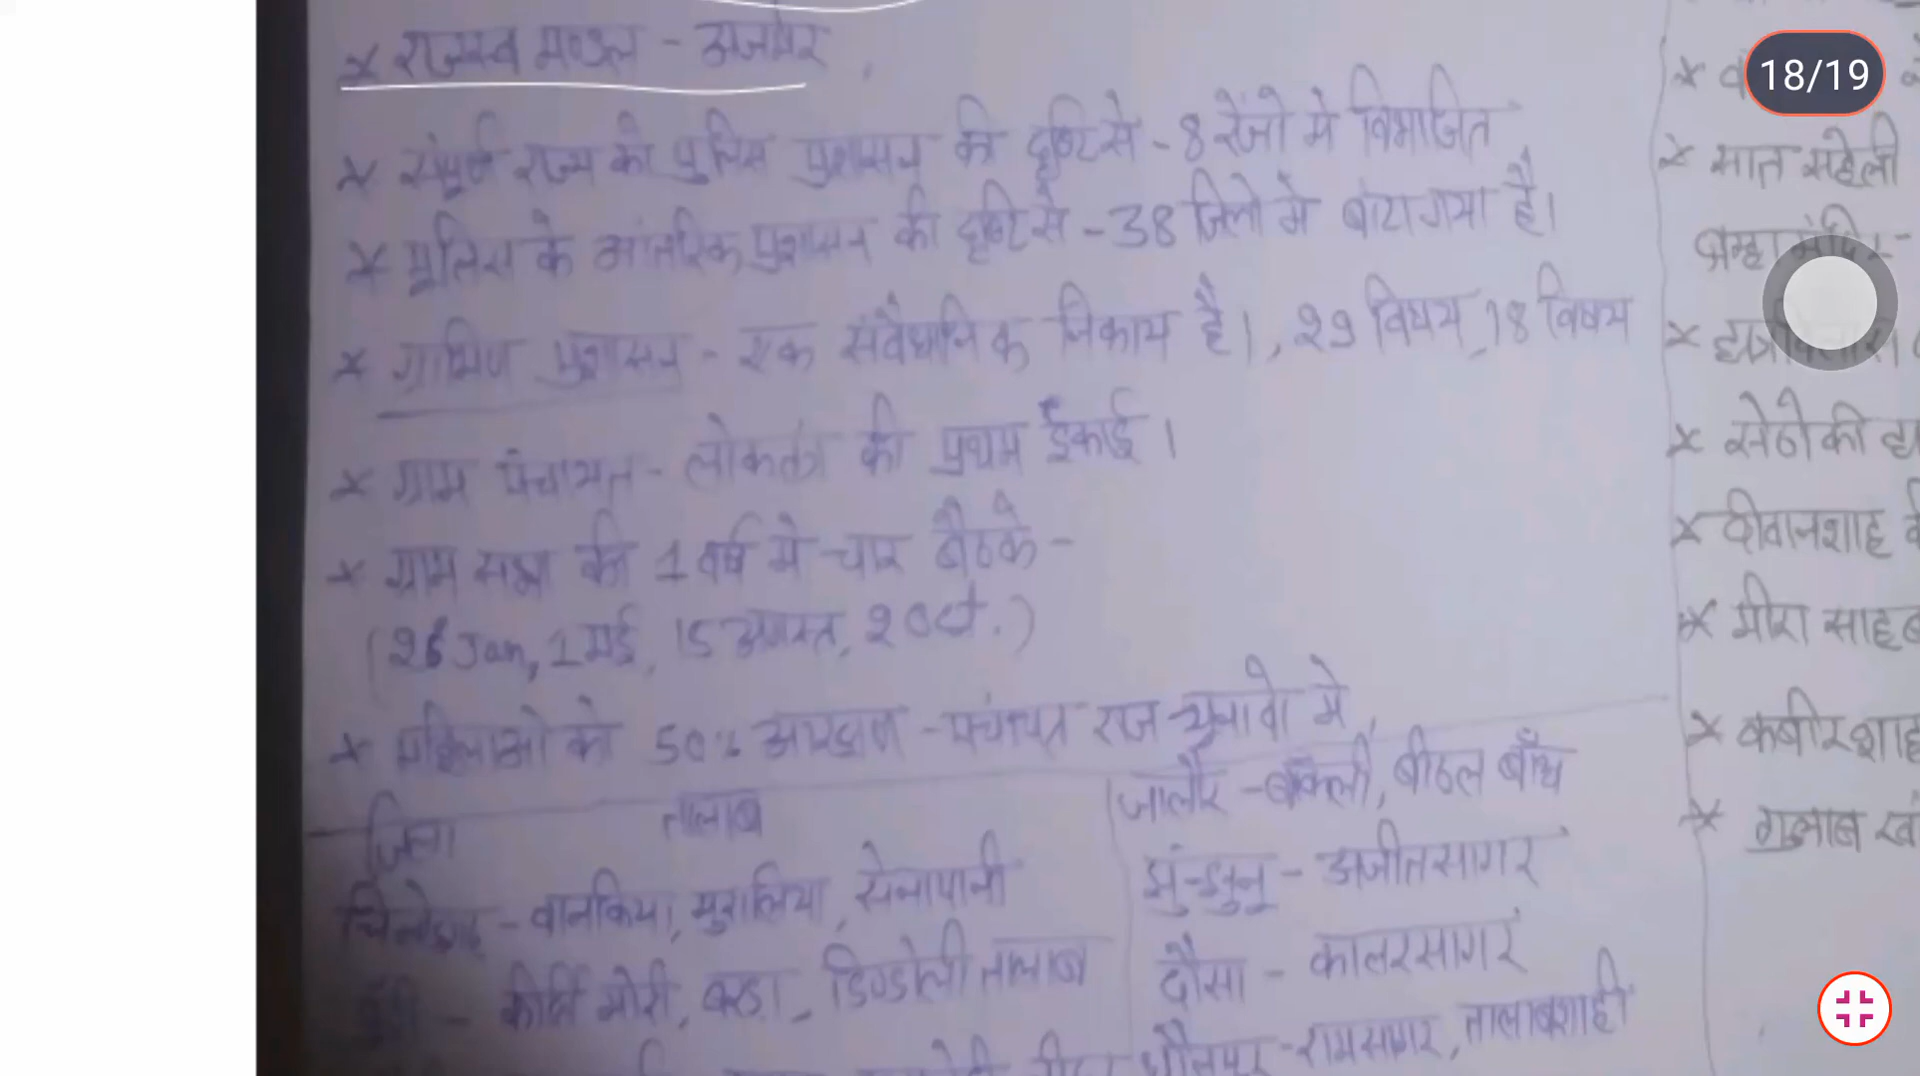 * राजस्व मण्डल - अजमेर
* संपूर्ण राज्य को पुलिस प्रशासन की दृष्टि से - 8 रेंजो मे विभाजित
* पुलिस के आंतरिक प्रशासन की दृष्टि से - 38 जिलो में बांटा गया है।
* ग्रामिण प्रशासन - एक संवैधानिक निकाय है।, 29 विषय, 18 विषय
* ग्राम पंचायत - लोकतंत्र की प्रथम ईकाई।
* ग्राम सभा की 1 वर्ष मे चार बैठके -
(26 Jan, 1 मई, 15 अगस्त, 2 Oct.)
* महिलाओ को 50% आरक्षण - पंचायत राज चुनावो मे,
जिला तालाब
चित्तोड़गढ़ - वानकिया, मुरालिया, सेनापानी
बूंदी - कीर्ति मोरी, बरडा, हिण्डोली तालाब
जालौर - बाँकली, बीठल बाँध
झुं-झुनु - अजीतसागर
दौसा - कालरसागर
धौलपुर - रामसागर, तालाबशाही
18/19
* सात सहेली
ब्रम्हा मंदिर -
* सेठो की
* दीवानशाह
* मीरा साहब
* कबीरशाह
* गुलाब खां